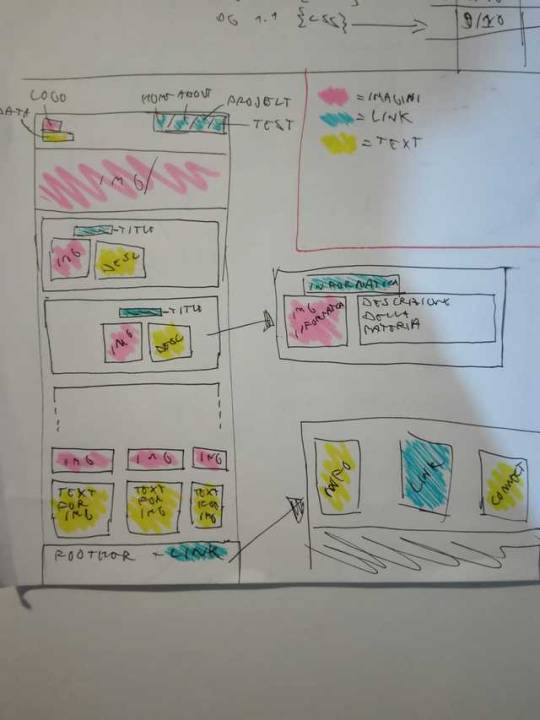 DG 1.1 {CSS}
9/10
LOGO
DATA
HOME ABOUT
PROJECT
TEST
= IMAGINI
= LINK
= TEXT
IMG
TITLE
IMG
DESC
TITLE
IMG
DESC
INFORMATICA
IMG
INFORMATICA
DESCRIZIONE
DELLA
MATERIA
IMG
IMG
IMG
TEXT
FOR
IMG
TEXT
FOR
IMG
TEXT
FOR
IMG
INFO
LINK
CONTACT
FOOTHER - LINK